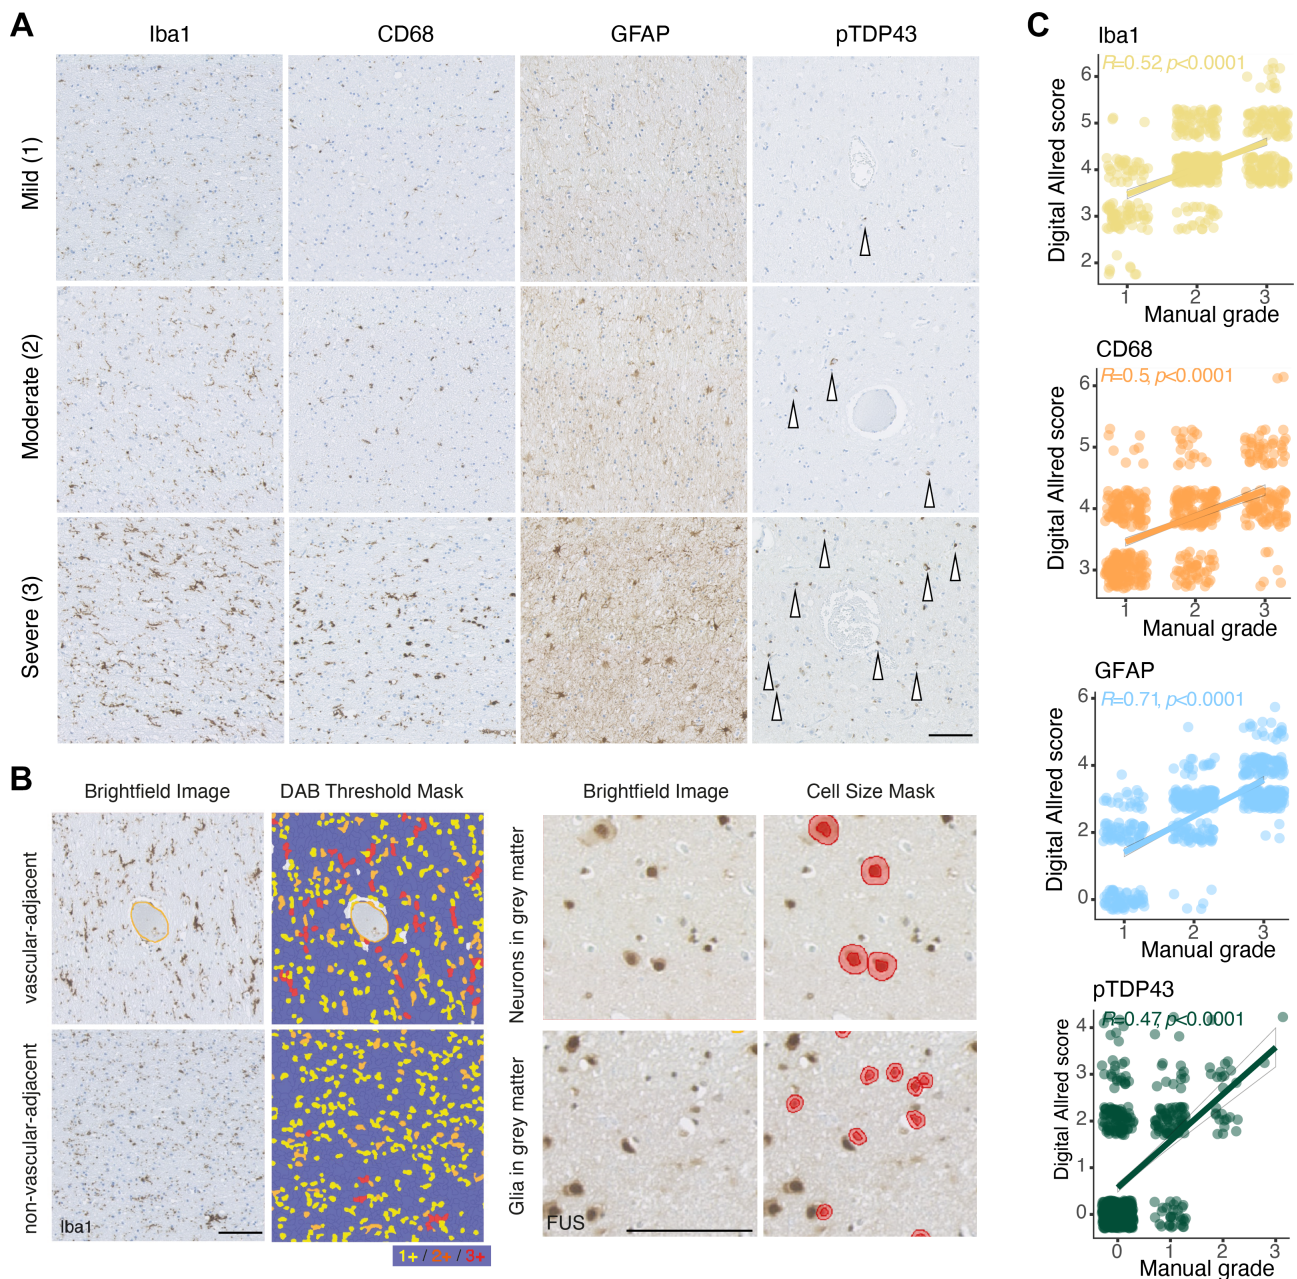 A
Iba1
CD68
GFAP
pTDP43
Mild (1)
Moderate (2)
Severe (3)
B
Brightfield Image
DAB Threshold Mask
Brightfield Image
Cell Size Mask
vascular-adjacent
non-vascular-adjacent
Iba1
1+ / 2+ / 3+
Neurons in grey matter
Glia in grey matter
FUS
C
Iba1
R=0.52 p<0.0001
Digital Allred score
6
5
4
3
2
1 2 3
Manual grade
CD68
R=0.5, p<0.0001
Digital Allred score
6
5
4
3
1 2 3
Manual grade
GFAP
R=0.71, p<0.0001
Digital Allred score
6
4
2
0
1 2 3
Manual grade
pTDP43
R=0.47, p<0.0001
Digital Allred score
4
3
2
1
0
0 1 2 3
Manual grade